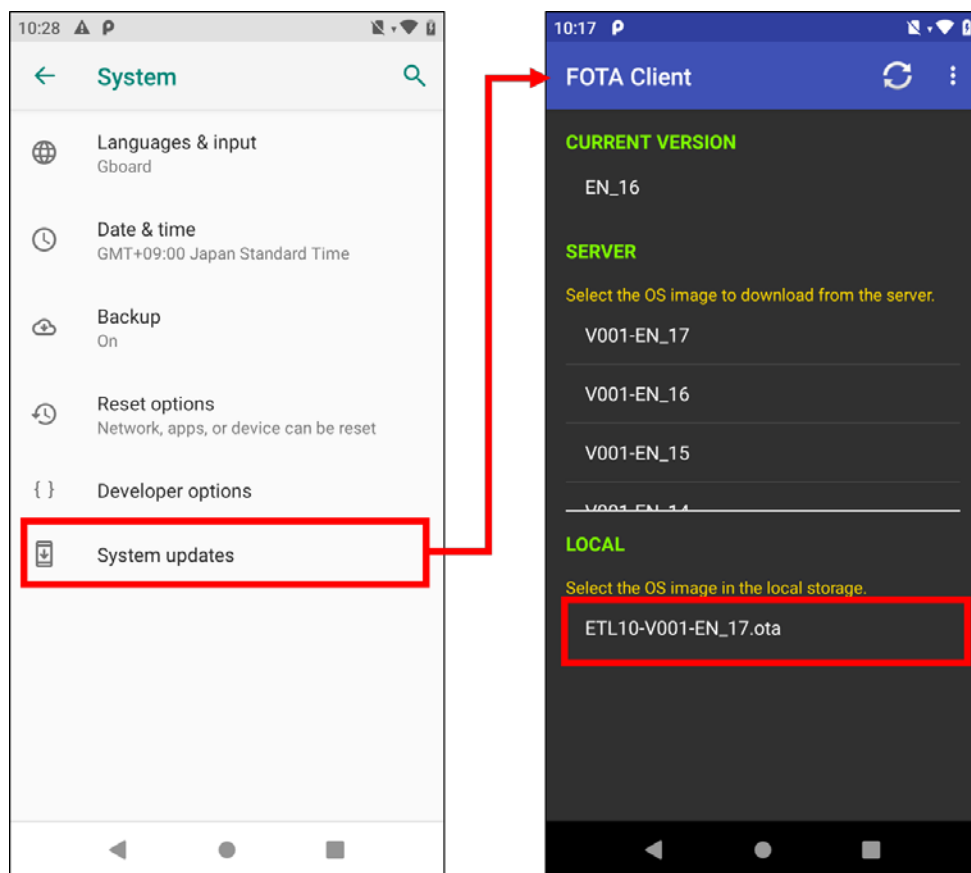 10:28
System
Languages & input
Gboard
Date & time
GMT+09:00 Japan Standard Time
Backup
On
Reset options
Network, apps, or device can be reset
{ }
Developer options
System updates
10:17
FOTA Client
CURRENT VERSION
EN_16
SERVER
Select the OS image to download from the server.
V001-EN_17
V001-EN_16
V001-EN_15
V001-EN_14
LOCAL
Select the OS image in the local storage.
ETL10-V001-EN_17.ota